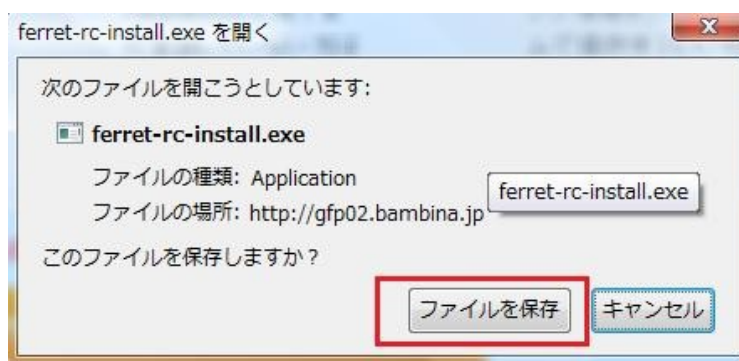 ferret-rc-install.exe を開く
次のファイルを開こうとしています:
ferret-rc-install.exe
ファイルの種類: Application
ferret-rc-install.exe
ファイルの場所: http://gfp02.bambina.jp
このファイルを保存しますか?
ファイルを保存 キャンセル